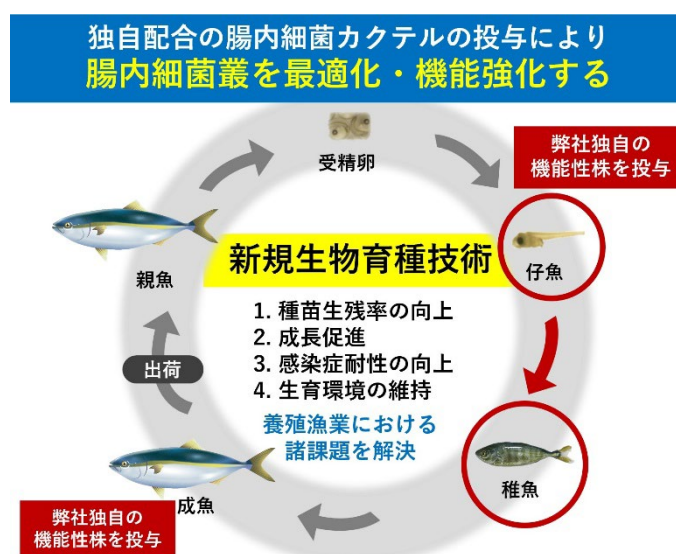 独自配合の腸内細菌カクテルの投与により
腸内細菌叢を最適化・機能強化する
受精卵
弊社独自の
機能性株を投与
親魚
新規生物育種技術
仔魚
1. 種苗生残率の向上
2. 成長促進
3. 感染症耐性の向上
4. 生育環境の維持
出荷
養殖漁業における
諸課題を解決
稚魚
成魚
弊社独自の
機能性株を投与